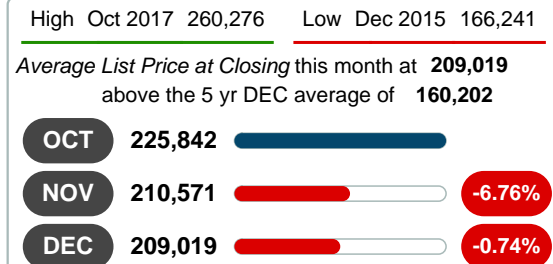 High Oct 2017 260,276 Low Dec 2015 166,241
Average List Price at Closing this month at 209,019
above the 5 yr DEC average of 160,202
OCT 225,842
NOV 210,571 -6.76%
DEC 209,019 -0.74%